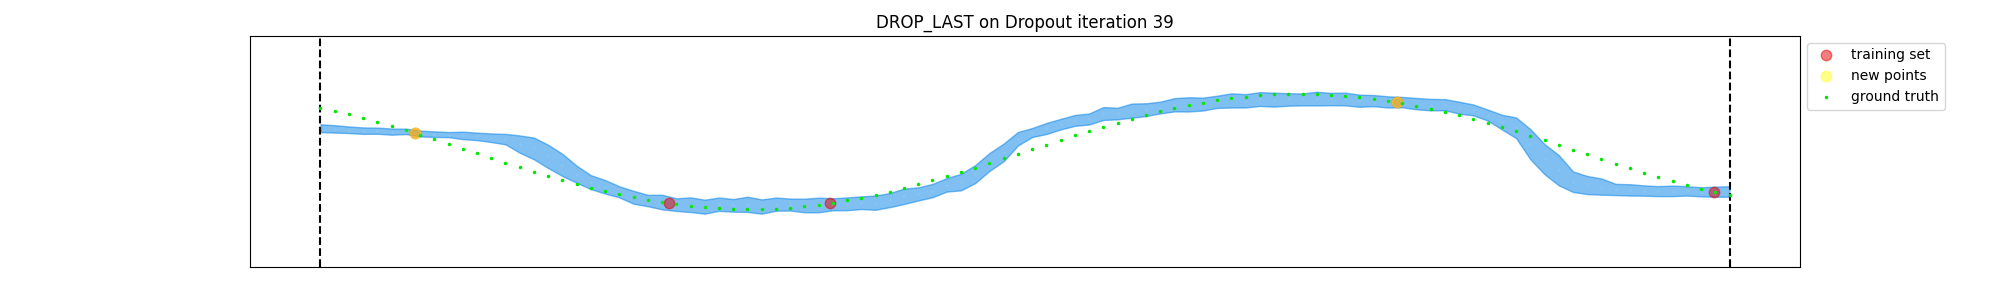 DROP_LAST on Dropout iteration 39
training set
new points
ground truth